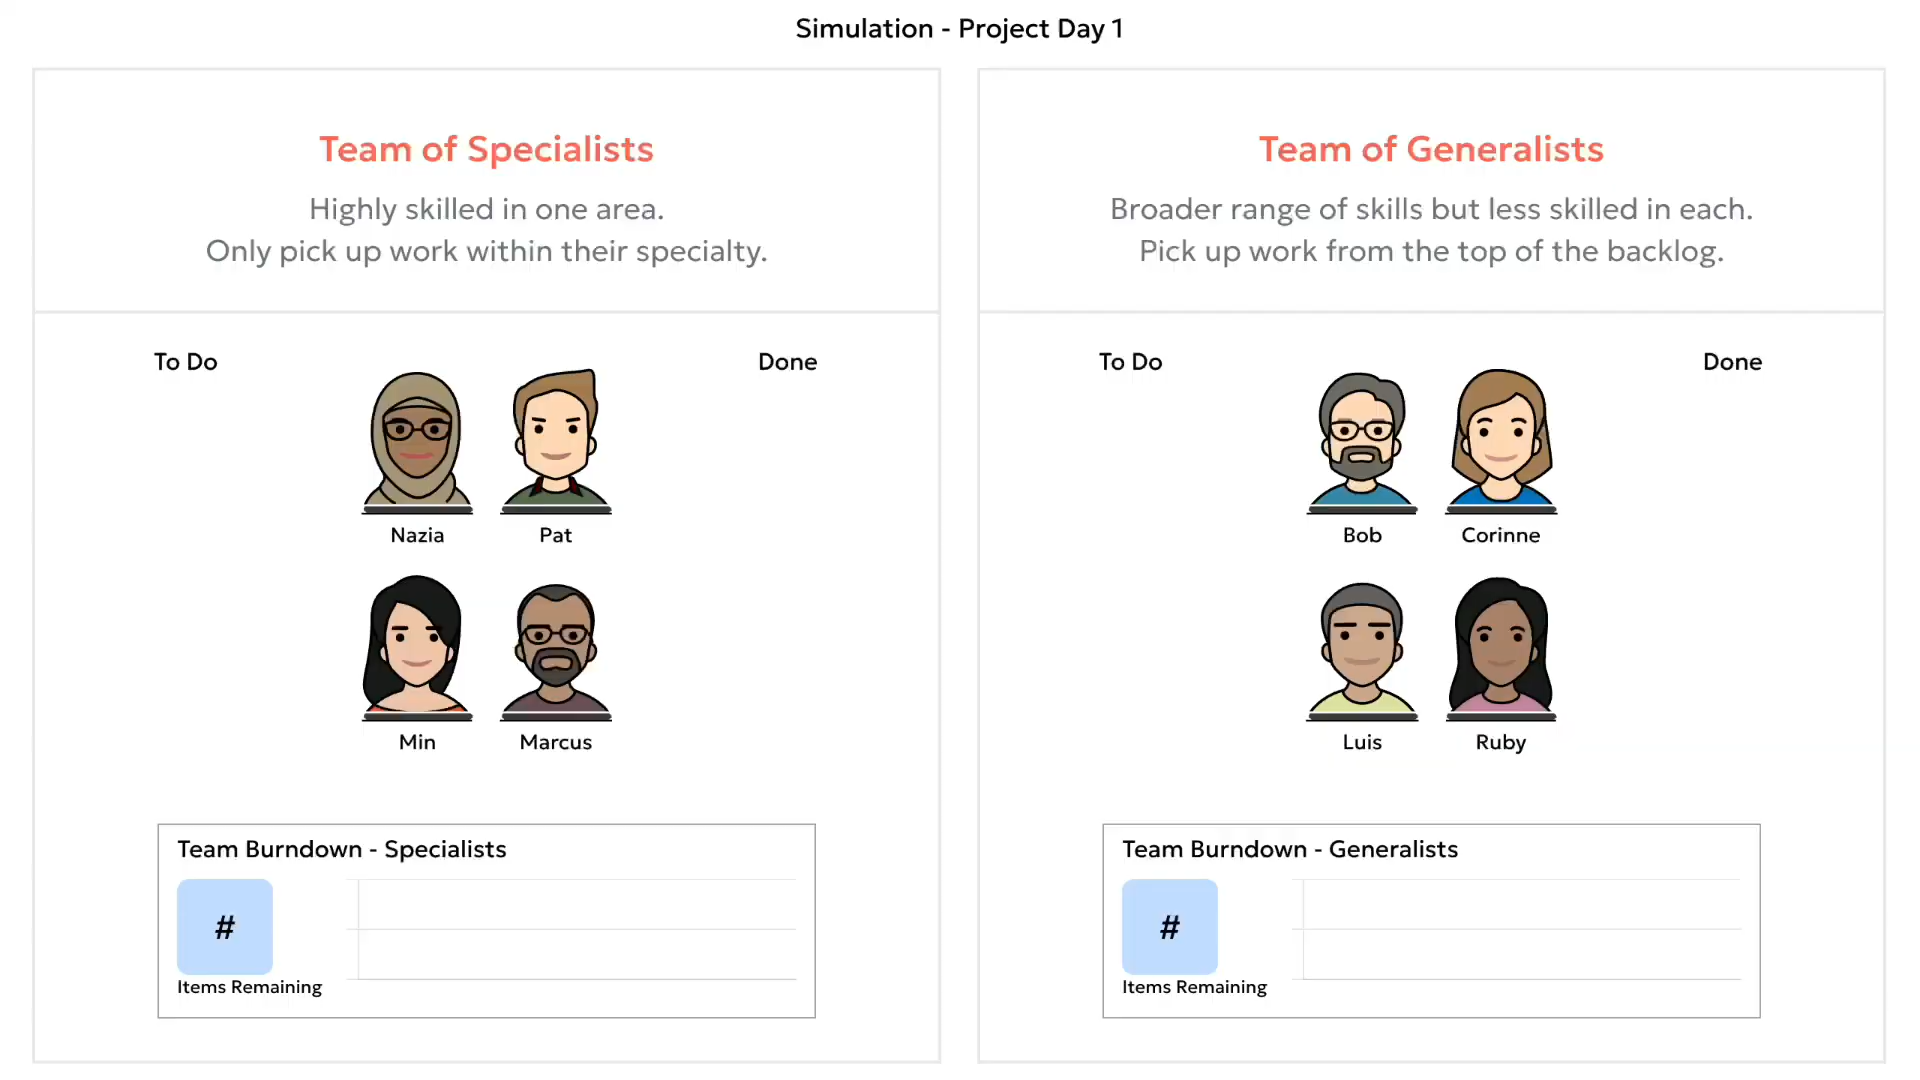 Simulation - Project Day 1
Team of Specialists
Highly skilled in one area.
Only pick up work within their specialty.
To Do
Done
Nazia
Pat
Min
Marcus
Team Burndown - Specialists
#
Items Remaining
Team of Generalists
Broader range of skills but less skilled in each.
Pick up work from the top of the backlog.
To Do
Done
Bob
Corinne
Luis
Ruby
Team Burndown - Generalists
#
Items Remaining